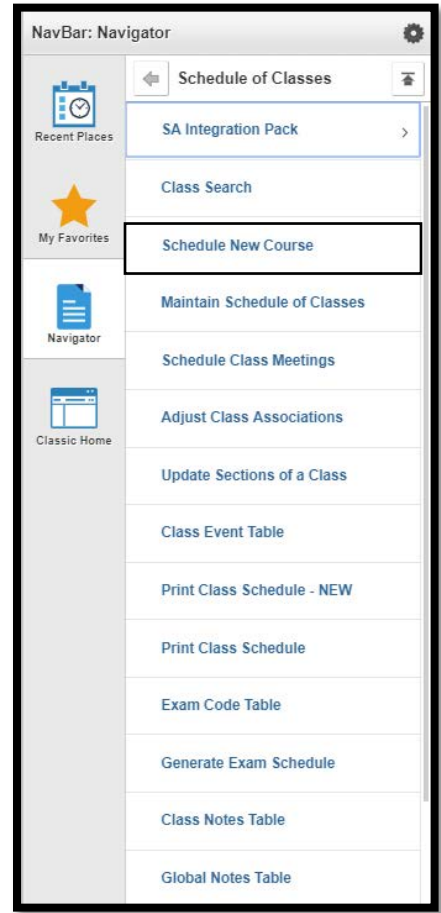 NavBar: Navigator
Recent Places
My Favorites
Navigator
Classic Home
Schedule of Classes
SA Integration Pack
Class Search
Schedule New Course
Maintain Schedule of Classes
Schedule Class Meetings
Adjust Class Associations
Update Sections of a Class
Class Event Table
Print Class Schedule - NEW
Print Class Schedule
Exam Code Table
Generate Exam Schedule
Class Notes Table
Global Notes Table